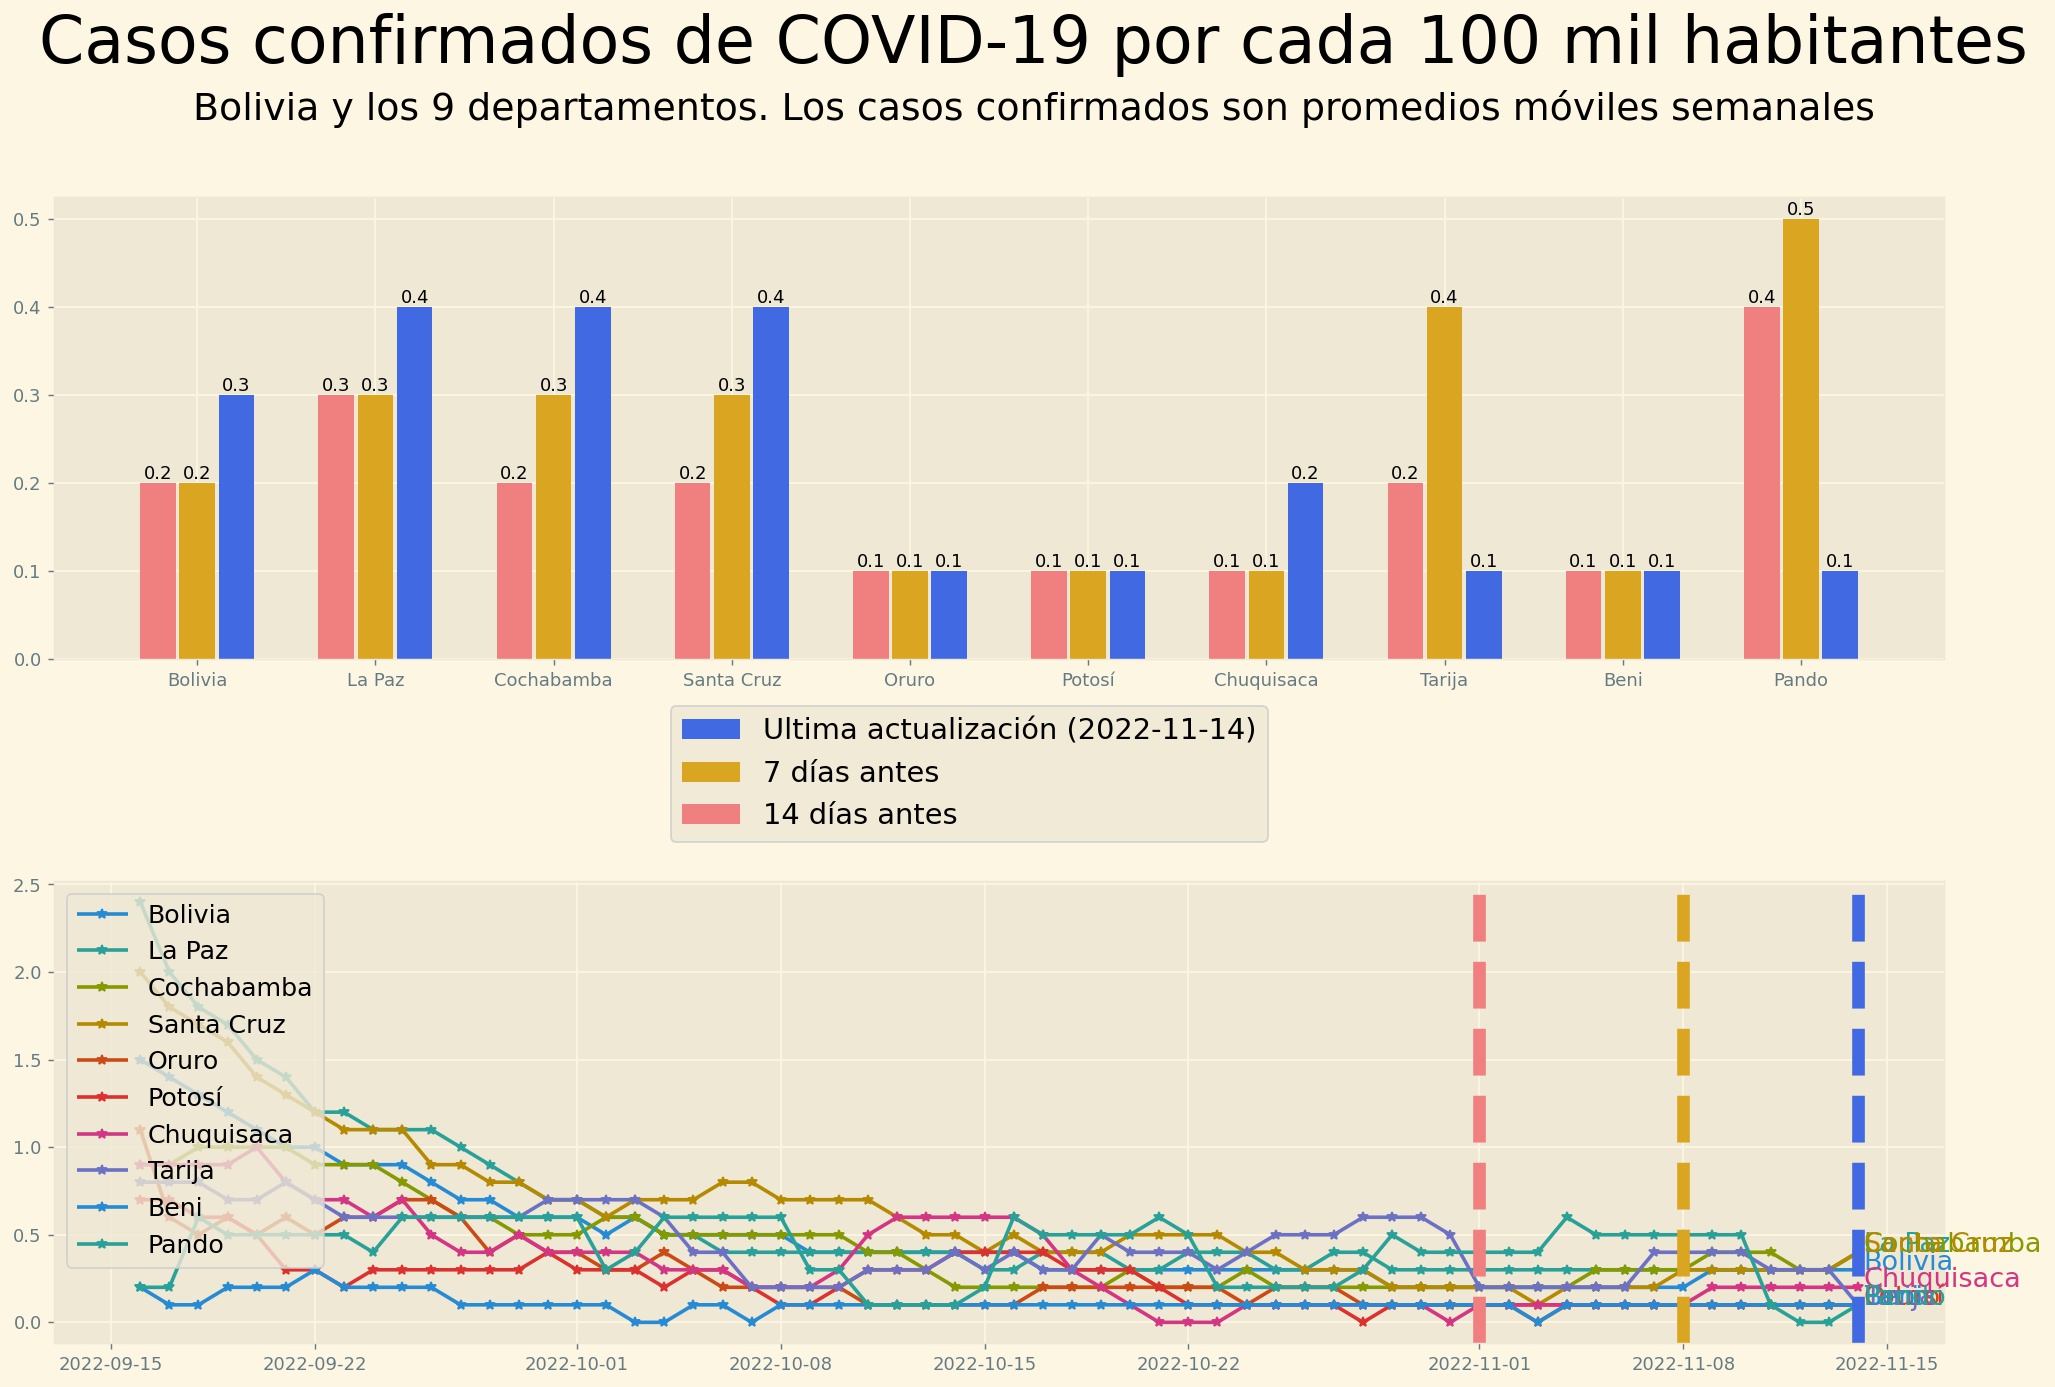 Casos confirmados de COVID-19 por cada 100 mil habitantes
Bolivia y los 9 departamentos. Los casos confirmados son promedios móviles semanales
0.5
0.4
0.3
0.2
0.1
0.0
0.2 0.2 0.3
0.3 0.3 0.4
0.2 0.3 0.4
0.2 0.3 0.4
0.1 0.1 0.1
0.1 0.1 0.1
0.1 0.1 0.2
0.2 0.4 0.1
0.1 0.1 0.1
0.4 0.5 0.1
Bolivia La Paz Cochabamba Santa Cruz Oruro Potosí Chuquisaca Tarija Beni Pando
Ultima actualización (2022-11-14)
7 días antes
14 días antes
2.5
2.0
1.5
1.0
0.5
0.0
Bolivia
La Paz
Cochabamba
Santa Cruz
Oruro
Potosí
Chuquisaca
Tarija
Beni
Pando
Bolivia
Chuquisaca
2022-09-15 2022-09-22 2022-10-01 2022-10-08 2022-10-15 2022-10-22 2022-11-01 2022-11-08 2022-11-15